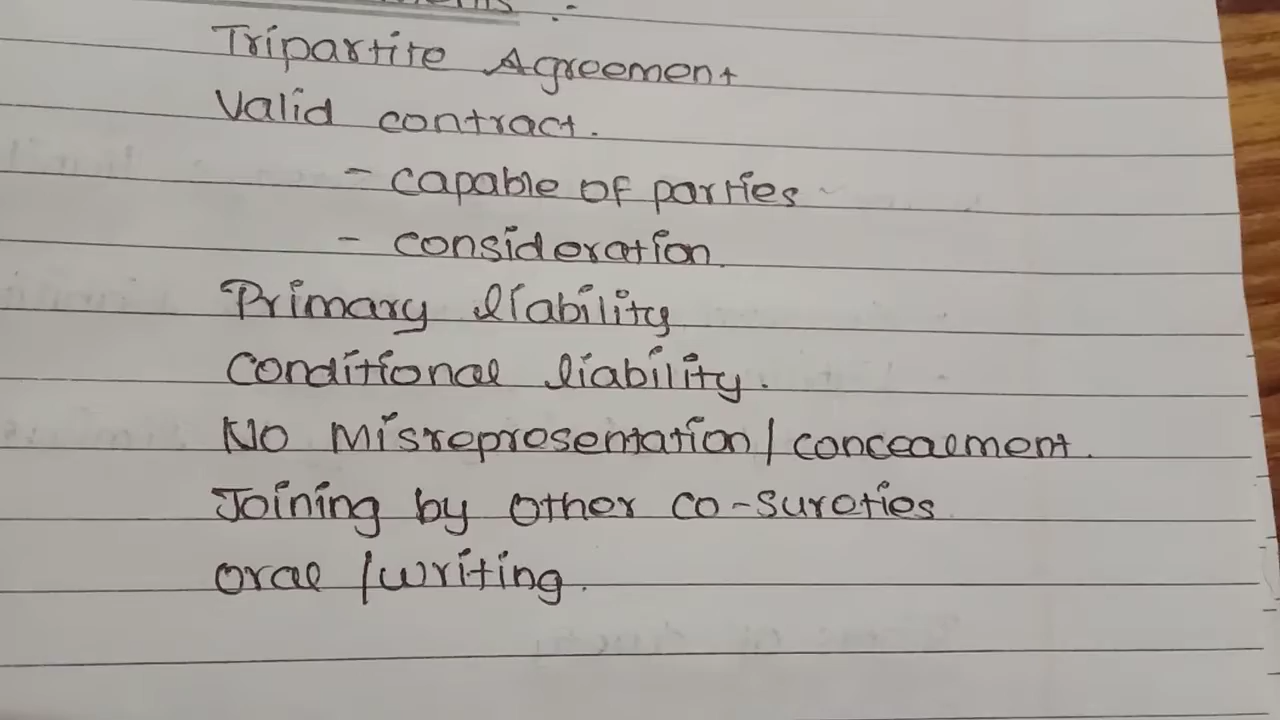 Tripartite Agreement
Valid contract.
- capable of parties
- consideration
Primary liability
Conditional liability.
No Misrepresentation/concealment.
Joining by other co-sureties
Oral /writing.